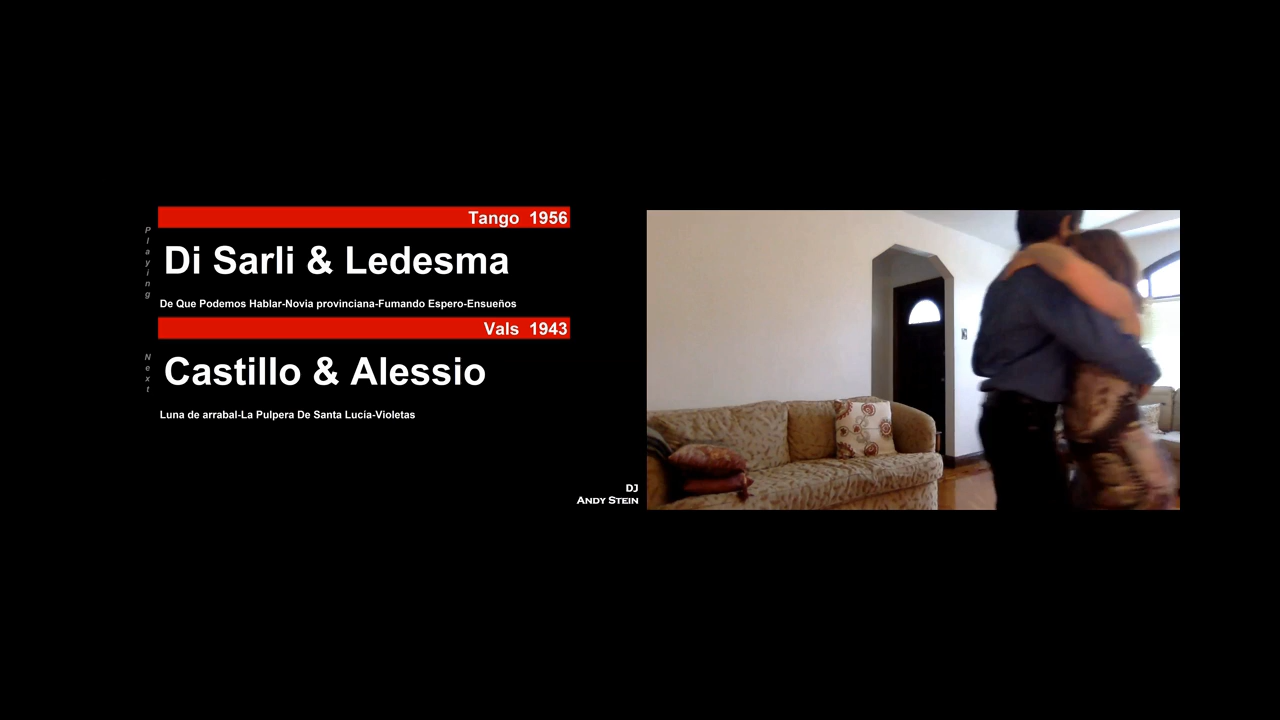 Tango 1956
Playing
Di Sarli & Ledesma
De Que Podemos Hablar-Novia provinciana-Fumando Espero-Ensueños
Vals 1943
Next
Castillo & Alessio
Luna de arrabal-La Pulpera De Santa Lucía-Violetas
DJ
ANDY STEIN